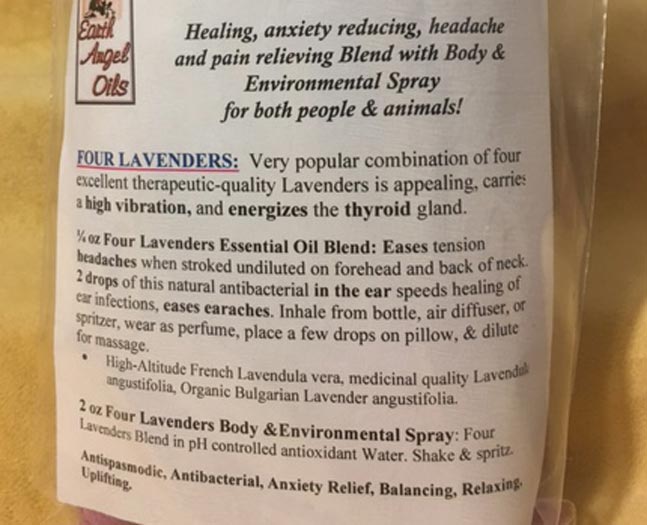 Earth
Angel
Oils
Healing, anxiety reducing, headache
and pain relieving Blend with Body &
Environmental Spray
for both people & animals!
FOUR LAVENDERS: Very popular combination of four
excellent therapeutic-quality Lavenders is appealing, carries
a high vibration, and energizes the thyroid gland.
¼ oz Four Lavenders Essential Oil Blend: Eases tension
headaches when stroked undiluted on forehead and back of neck.
2 drops of this natural antibacterial in the ear speeds healing of
ear infections, eases earaches. Inhale from bottle, air diffuser, or
spritzer, wear as perfume, place a few drops on pillow, & dilute
for massage.
• High-Altitude French Lavendula vera, medicinal quality Lavendula
angustifolia, Organic Bulgarian Lavender angustifolia.
2 oz Four Lavenders Body &Environmental Spray: Four
Lavenders Blend in pH controlled antioxidant Water. Shake & spritz.
Antispasmodic, Antibacterial, Anxiety Relief, Balancing, Relaxing,
Uplifting.